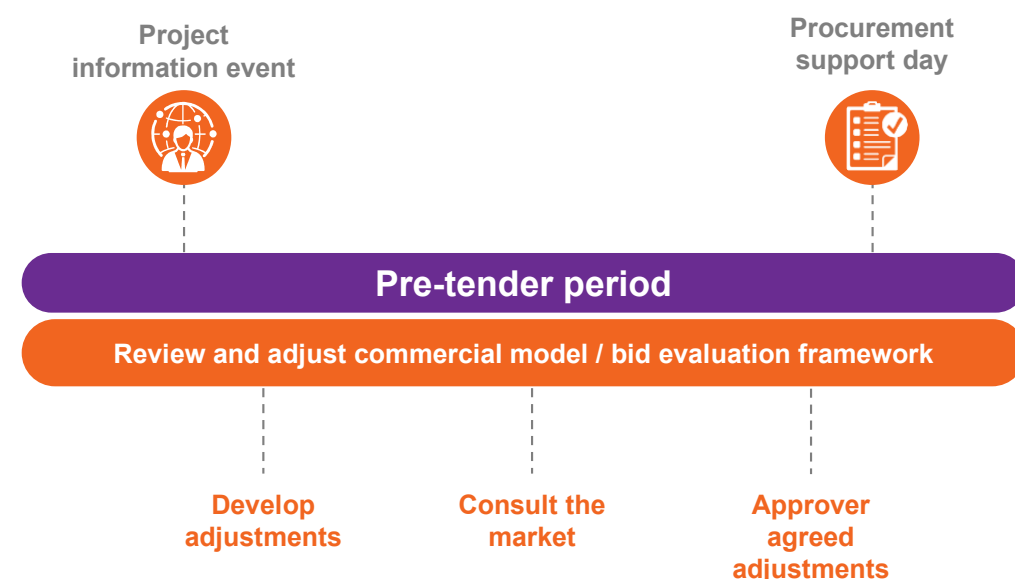 Project
information event
Procurement
support day
Pre-tender period
Review and adjust commercial model / bid evaluation framework
Develop
adjustments
Consult the
market
Approver
agreed
adjustments